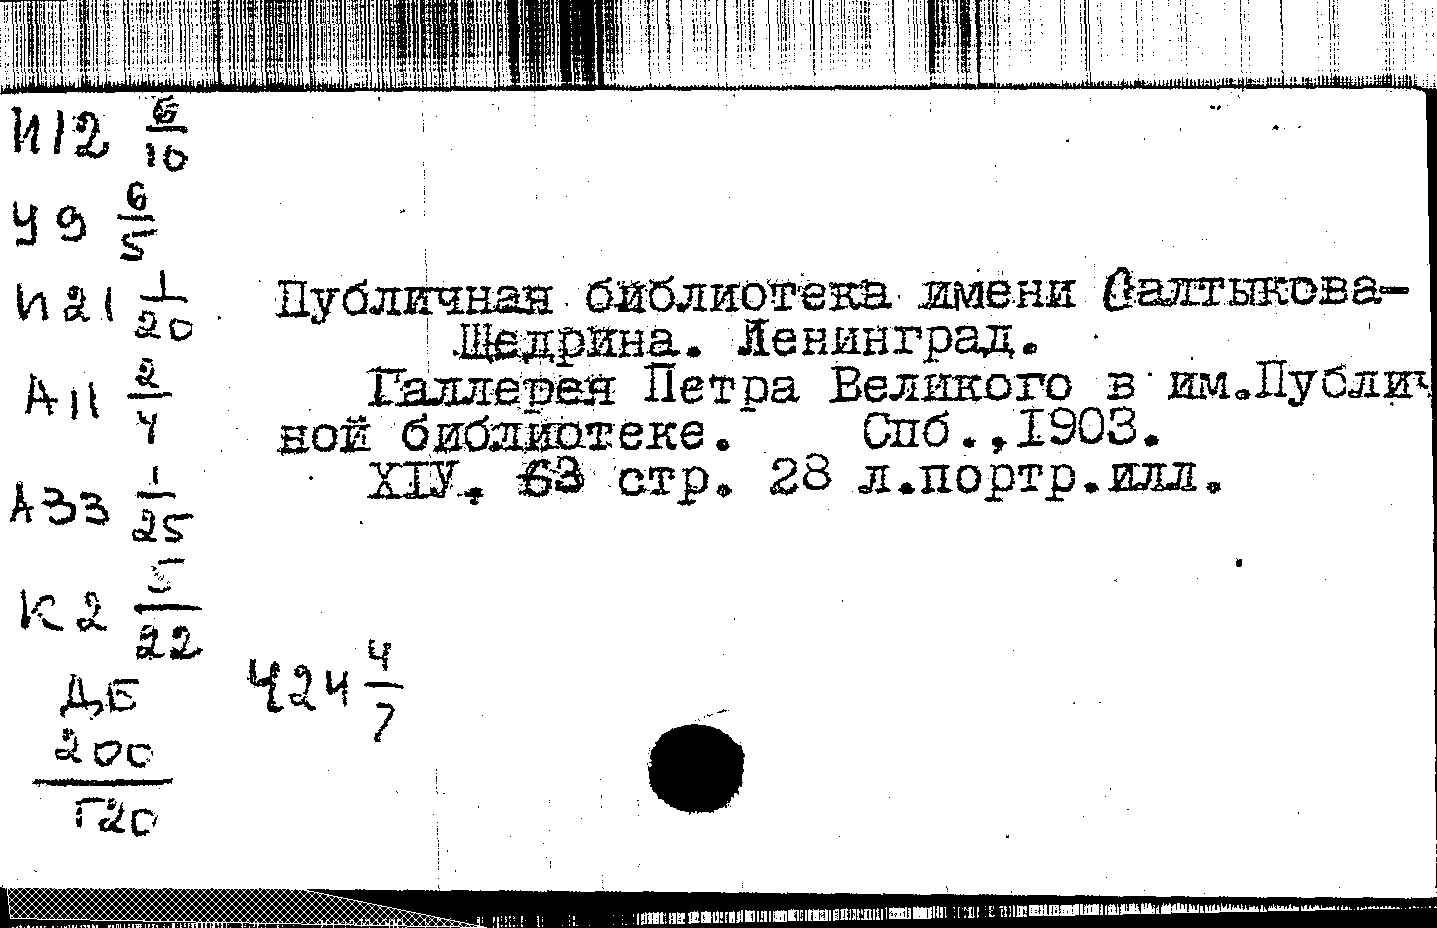 И12 6/10
У9 6/5
И21 1/20
А11 2/4
А33 1/25
К2 5/22
ДБ
200
Г20
Ч24ч 4/7
Публичная библиотека имени Салтыкова-
Щедрина. Ленинград.
Галлерея Петра Великого в им.Публич
ной библиотеке. Спб.,1903.
ХIУ, 63 стр. 28 л.портр.илл.